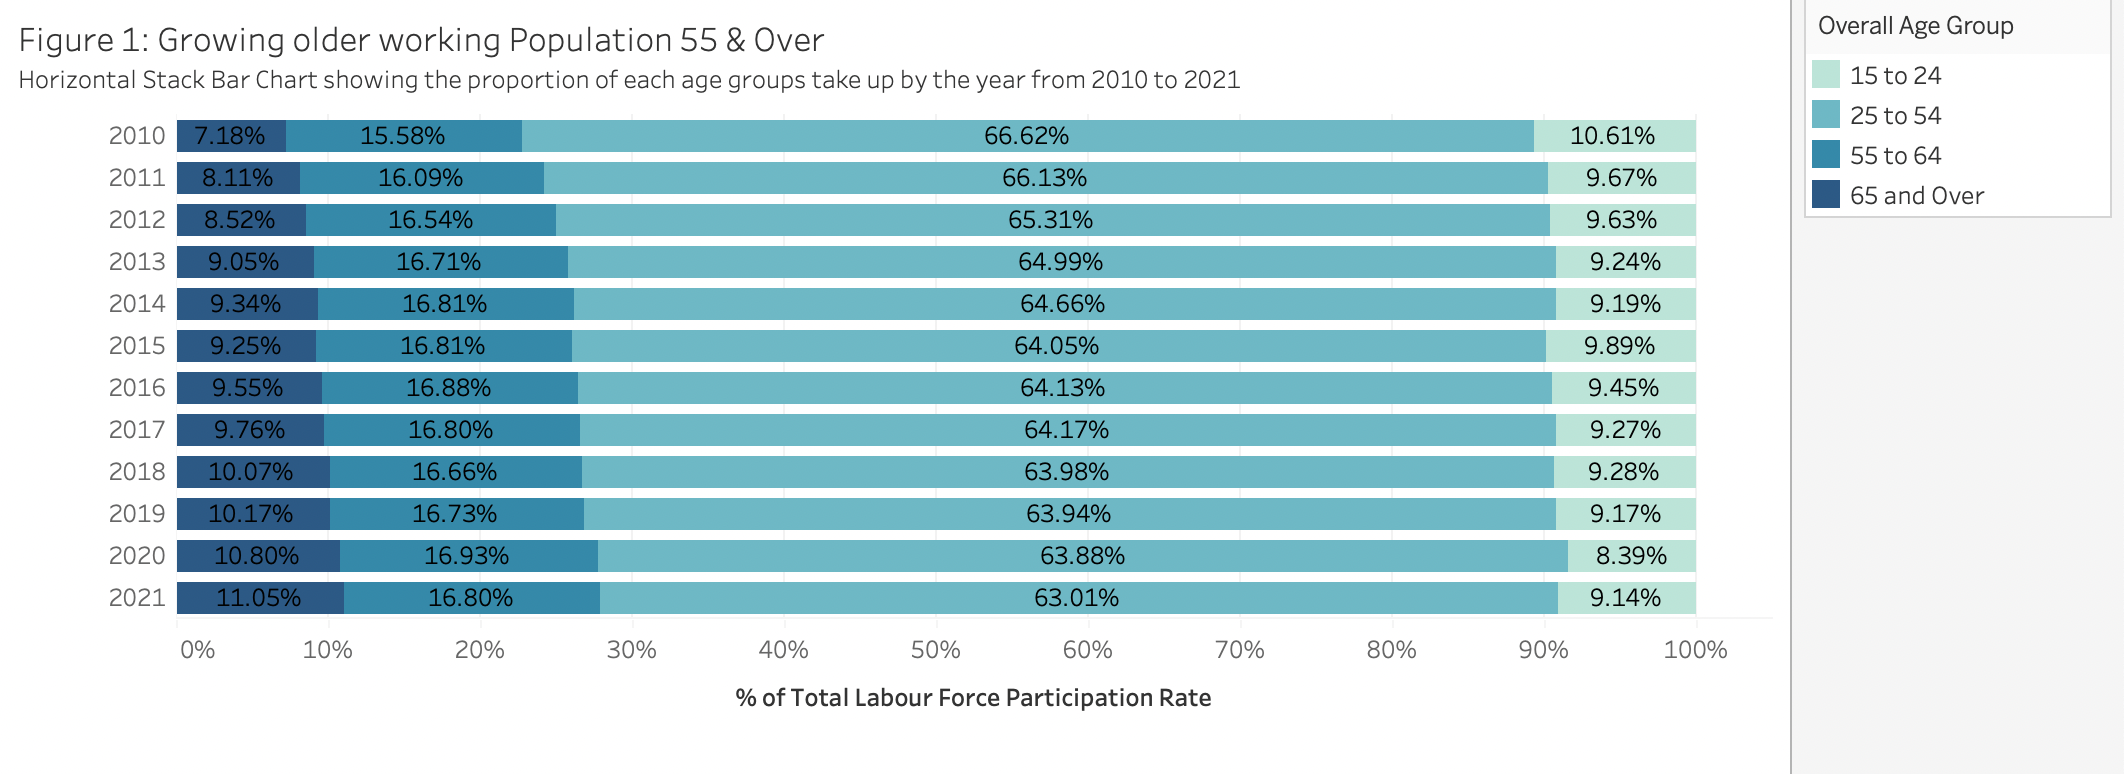 Figure 1: Growing older working Population 55 & Over
Horizontal Stack Bar Chart showing the proportion of each age groups take up by the year from 2010 to 2021
2010 7.18% 15.58% 66.62% 10.61%
2011 8.11% 16.09% 66.13% 9.67%
2012 8.52% 16.54% 65.31% 9.63%
2013 9.05% 16.71% 64.99% 9.24%
2014 9.34% 16.81% 64.66% 9.19%
2015 9.25% 16.81% 64.05% 9.89%
2016 9.55% 16.88% 64.13% 9.45%
2017 9.76% 16.80% 64.17% 9.27%
2018 10.07% 16.66% 63.98% 9.28%
2019 10.17% 16.73% 63.94% 9.17%
2020 10.80% 16.93% 63.88% 8.39%
2021 11.05% 16.80% 63.01% 9.14%
0% 10% 20% 30% 40% 50% 60% 70% 80% 90% 100%
% of Total Labour Force Participation Rate
Overall Age Group
15 to 24
25 to 54
55 to 64
65 and Over